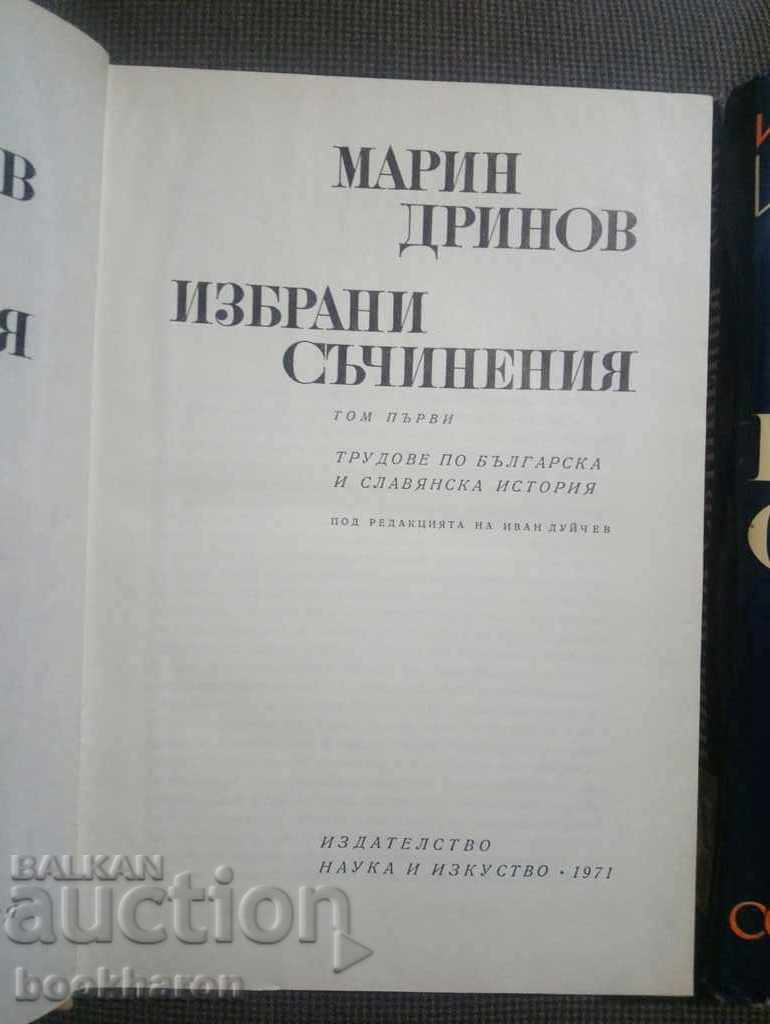 МАРИН
ДРИНОВ
ИЗБРАНИ
СЪЧИНЕНИЯ
ТОМ ПЪРВИ
ТРУДОВЕ ПО БЪЛГАРСКА
И СЛАВЯНСКА ИСТОРИЯ
ПОД РЕДАКЦИЯТА НА ИВАН ДУЙЧЕВ
ИЗДАТЕЛСТВО
НАУКА И ИЗКУСТВО · 1971
BALKAN
auction
bookharon